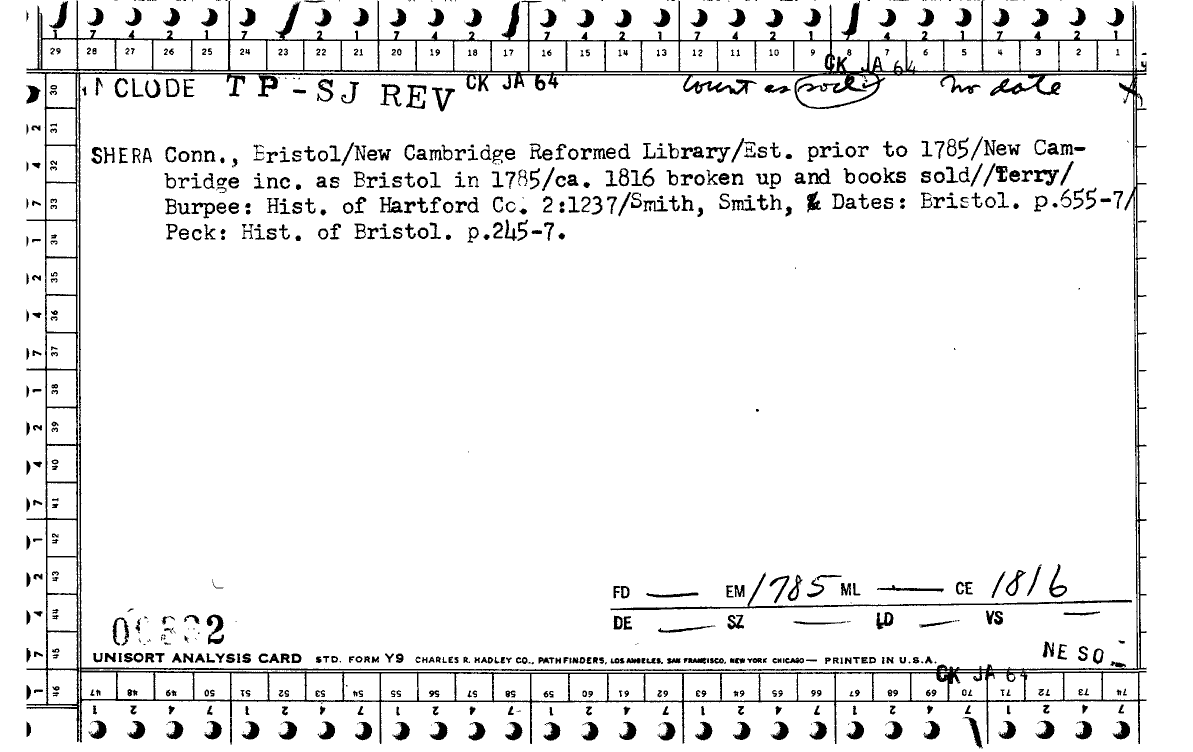 7 4 2 1 7 4 2 1 7 4 2 1 7 4 2 1 7 4 2 1 7 4 2 1 7 4 2 1
29 28 27 26 25 24 23 22 21 20 19 18 17 16 15 14 13 12 11 10 9 8 7 6 5 4 3 2 1
CK JA 64
CLUDE TP-SJ REV CK JA 64 count as no date
SHERA Conn., Bristol/New Cambridge Reformed Library/Est. prior to 1785/New Cam-
bridge inc. as Bristol in 1785/ca. 1816 broken up and books sold//Terry/
Burpee: Hist. of Hartford Co. 2:1237/Smith, Smith, & Dates: Bristol. p.655-7/
Peck: Hist. of Bristol. p.245-7.
30
31
32
33
34
35
36
37
38
39
40
41
42
43
44
45
46
FD — EM 1785 ML — CE 1816
DE — SZ — LD — VS —
2
UNISORT ANALYSIS CARD STD. FORM Y9 CHARLES R. HADLEY CO., PATHFINDERS, LOS ANGELES, SAN FRANCISCO, NEW YORK CHICAGO — PRINTED IN U.S.A.
NE SO
CK JA 64
47 48 49 50 51 52 53 54 55 56 57 58 59 60 61 62 63 64 65 66 67 68 69 70 71 72 73 74
1 2 4 7 1 2 4 7 1 2 4 7 1 2 4 7 1 2 4 7 1 2 4 7 1 2 4 7